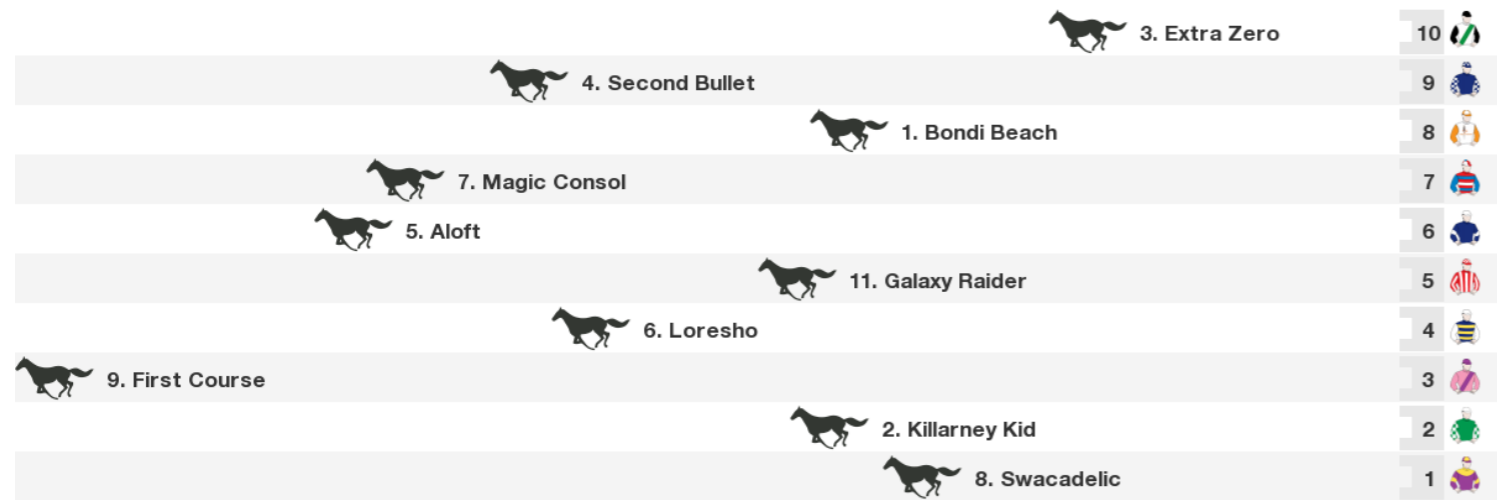 3. Extra Zero 10
4. Second Bullet 9
1. Bondi Beach 8
7. Magic Consol 7
5. Aloft 6
11. Galaxy Raider 5
6. Loresho 4
9. First Course 3
2. Killarney Kid 2
8. Swacadelic 1